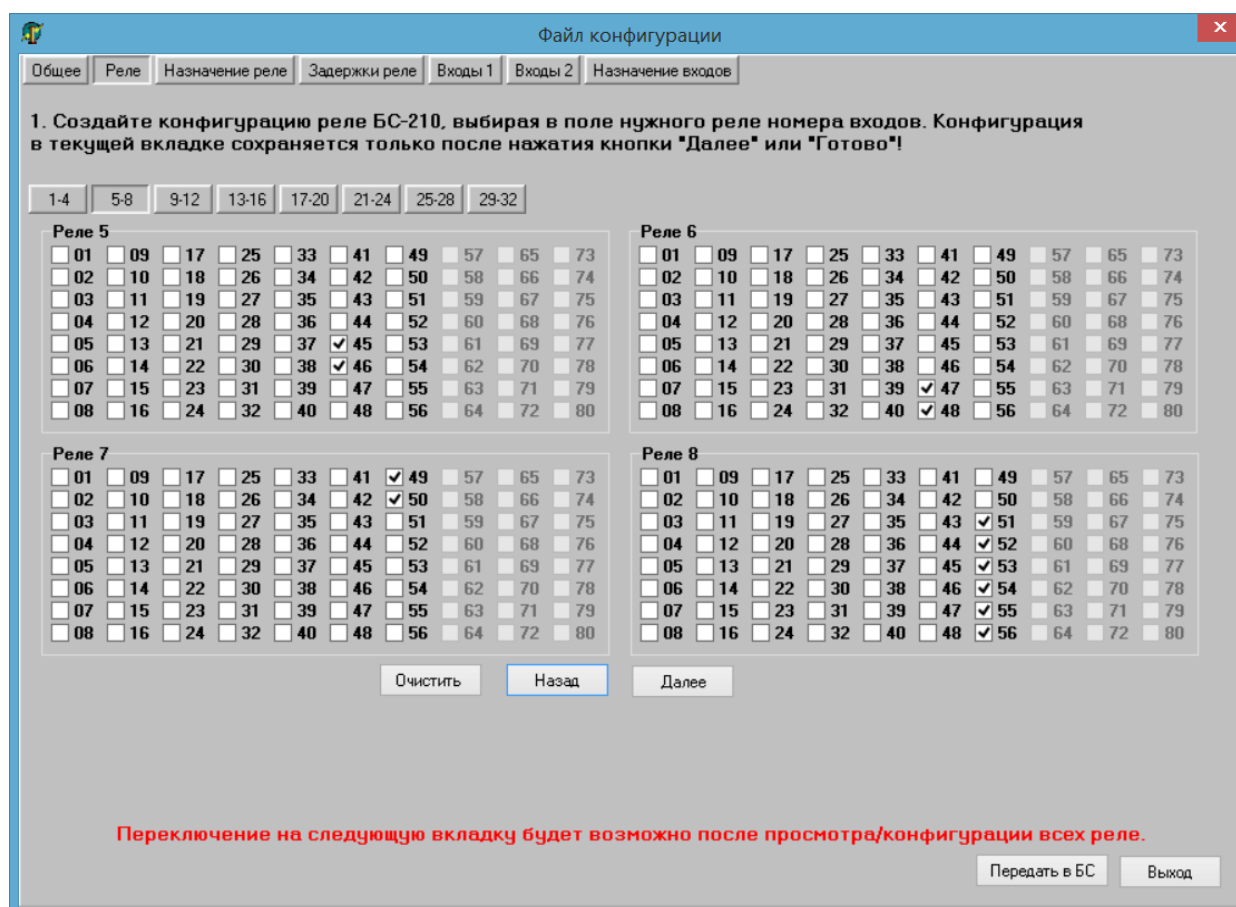 Файл конфигурации
Общее Реле Назначение реле Задержки реле Входы 1 Входы 2 Назначение входов
1. Создайте конфигурацию реле БС-210, выбирая в поле нужного реле номера входов. Конфигурация
в текущей вкладке сохраняется только после нажатия кнопки "Далее" или "Готово"!
1-4 5-8 9-12 13-16 17-20 21-24 25-28 29-32
Реле 5
01 09 17 25 33 41 49 57 65 73
02 10 18 26 34 42 50 58 66 74
03 11 19 27 35 43 51 59 67 75
04 12 20 28 36 44 52 60 68 76
05 13 21 29 37 45 53 61 69 77
06 14 22 30 38 46 54 62 70 78
07 15 23 31 39 47 55 63 71 79
08 16 24 32 40 48 56 64 72 80
Реле 6
01 09 17 25 33 41 49 57 65 73
02 10 18 26 34 42 50 58 66 74
03 11 19 27 35 43 51 59 67 75
04 12 20 28 36 44 52 60 68 76
05 13 21 29 37 45 53 61 69 77
06 14 22 30 38 46 54 62 70 78
07 15 23 31 39 47 55 63 71 79
08 16 24 32 40 48 56 64 72 80
Реле 7
01 09 17 25 33 41 49 57 65 73
02 10 18 26 34 42 50 58 66 74
03 11 19 27 35 43 51 59 67 75
04 12 20 28 36 44 52 60 68 76
05 13 21 29 37 45 53 61 69 77
06 14 22 30 38 46 54 62 70 78
07 15 23 31 39 47 55 63 71 79
08 16 24 32 40 48 56 64 72 80
Реле 8
01 09 17 25 33 41 49 57 65 73
02 10 18 26 34 42 50 58 66 74
03 11 19 27 35 43 51 59 67 75
04 12 20 28 36 44 52 60 68 76
05 13 21 29 37 45 53 61 69 77
06 14 22 30 38 46 54 62 70 78
07 15 23 31 39 47 55 63 71 79
08 16 24 32 40 48 56 64 72 80
Очистить Назад Далее
Переключение на следующую вкладку будет возможно после просмотра/конфигурации всех реле.
Передать в БС Выход